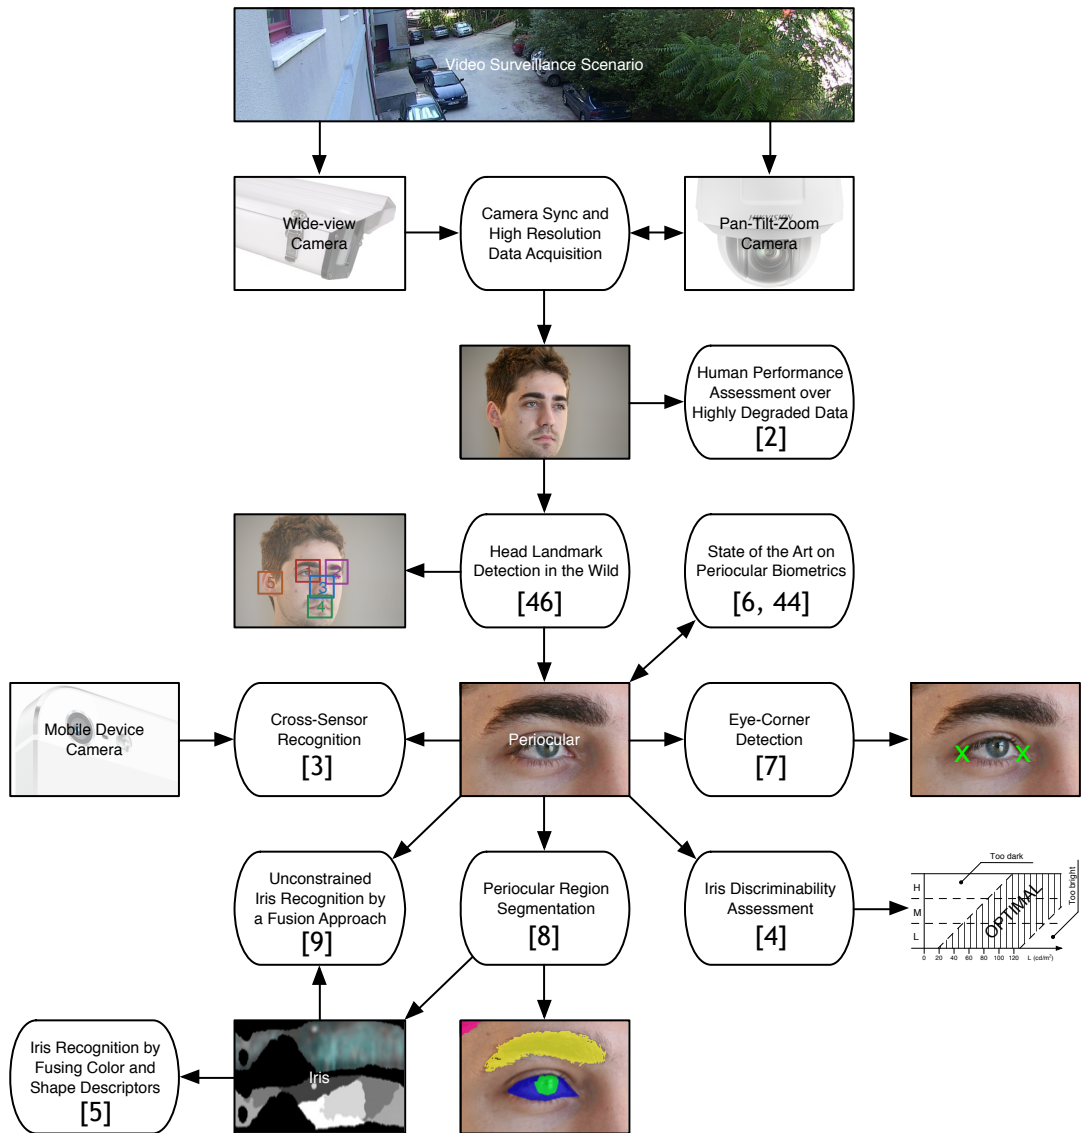 Video Surveillance Scenario
Wide-view
Camera
Camera Sync and
High Resolution
Data Acquisition
HIKVISION
Pan-Tilt-Zoom
Camera
Human Performance
Assessment over
Highly Degraded Data
[2]
5
1
2
3
4
Head Landmark
Detection in the Wild
[46]
State of the Art on
Periocular Biometrics
[6, 44]
Mobile Device
Camera
Cross-Sensor
Recognition
[3]
Periocular
Eye-Corner
Detection
[7]
X X
Unconstrained
Iris Recognition by
a Fusion Approach
[9]
Periocular Region
Segmentation
[8]
Iris Discriminability
Assessment
[4]
Too dark
Too bright
H
M
L
OPTIMAL
0 20 40 60 80 100 120 L (cd/m²)
Iris Recognition by
Fusing Color and
Shape Descriptors
[5]
Iris